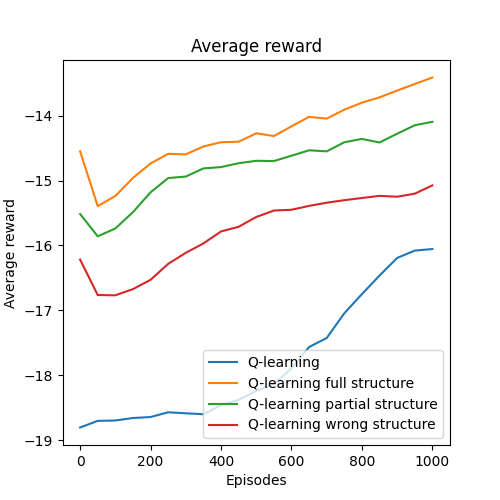 Average reward
Average reward
−14
−15
−16
−17
−18
−19
0
200
400
600
800
1000
Episodes
Q-learning
Q-learning full structure
Q-learning partial structure
Q-learning wrong structure